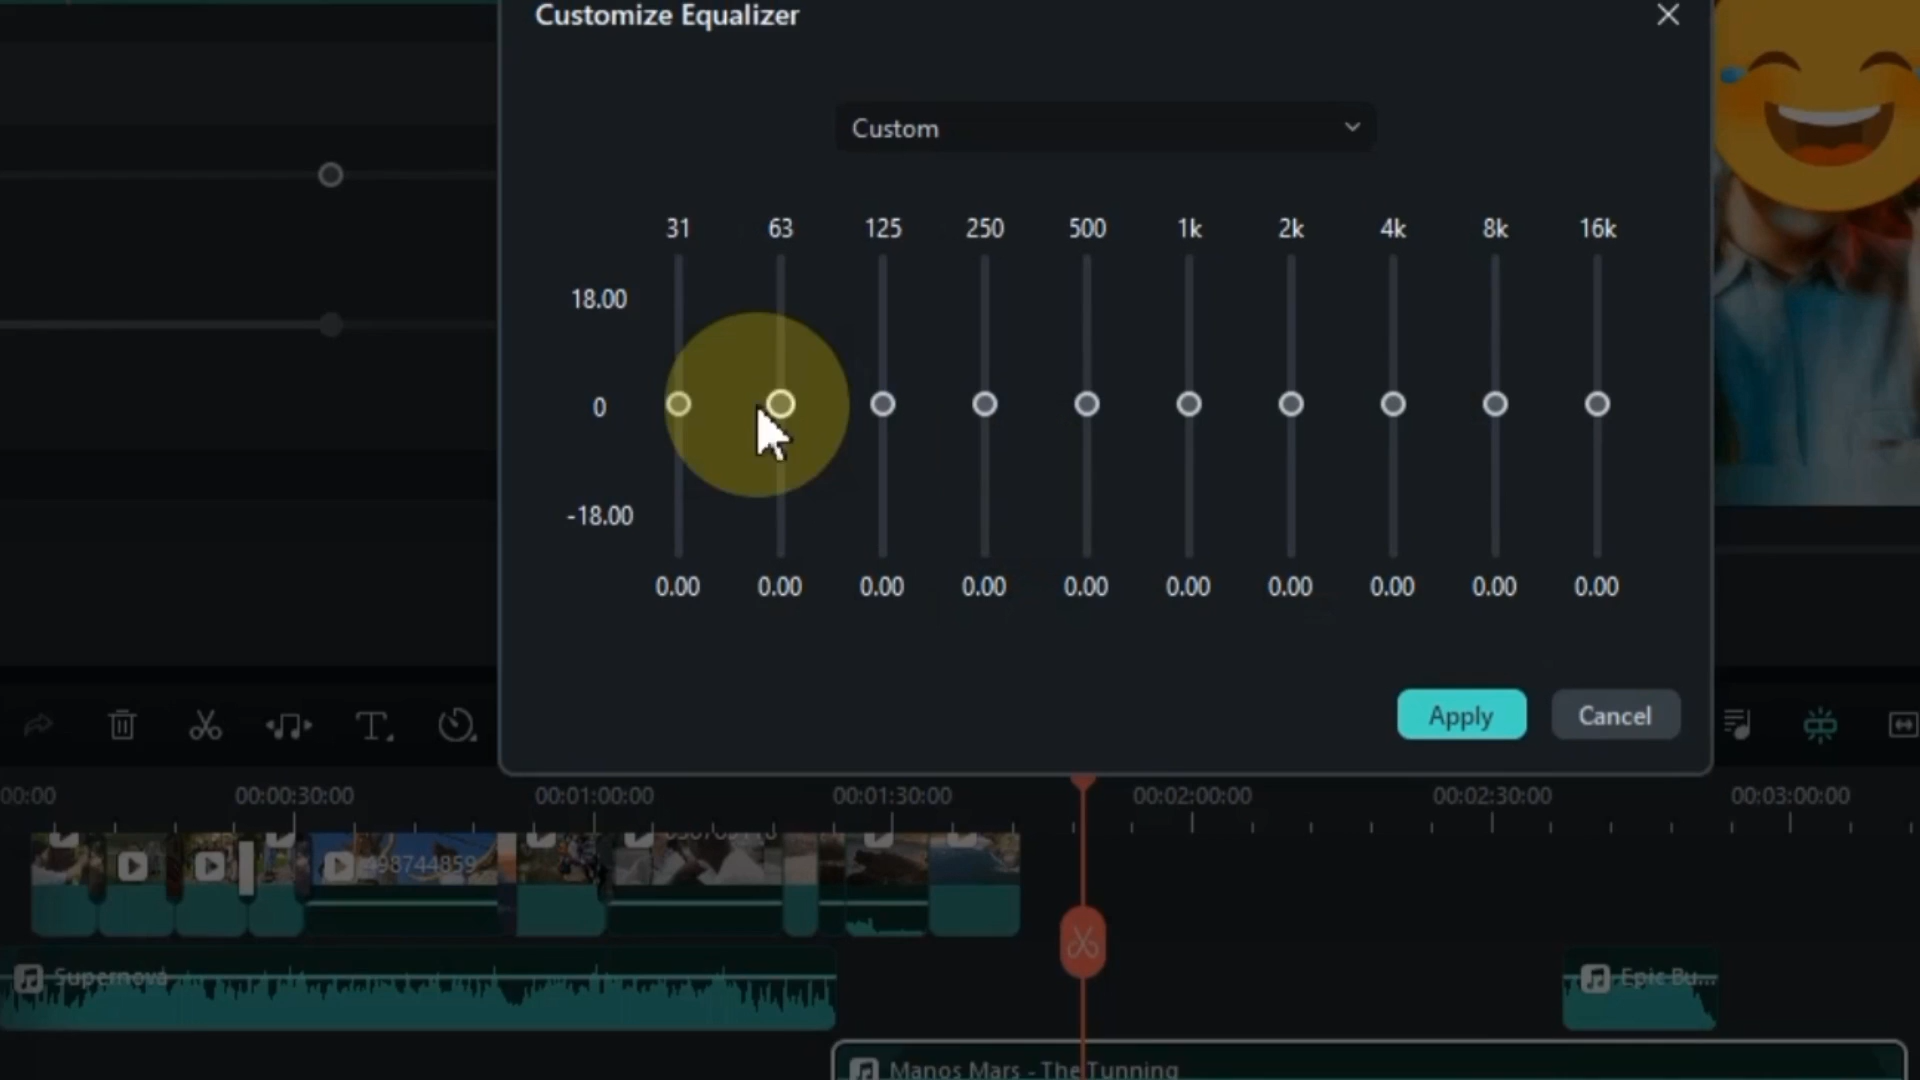 Customize Equalizer
Custom
31 63 125 250 500 1k 2k 4k 8k 16k
18.00
0
-18.00
0.00 0.00 0.00 0.00 0.00 0.00 0.00 0.00 0.00 0.00
Apply Cancel
00:00 00:00:30:00 00:01:00:00 00:01:30:00 00:02:00:00 00:02:30:00 00:03:00:00
498744859
Supernova
Epic Bu...
Manos Mars - The Tunning